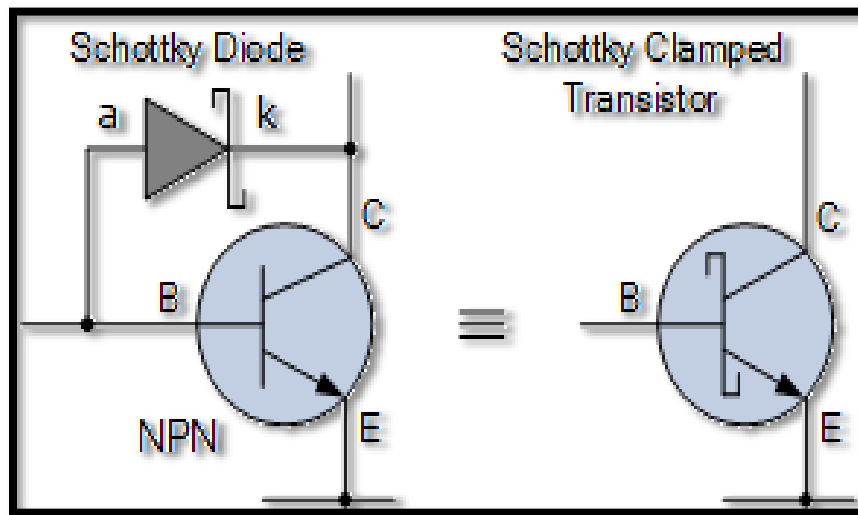 Schottky Diode
a
k
C
B
NPN
E
≡
Schottky Clamped
Transistor
C
B
E